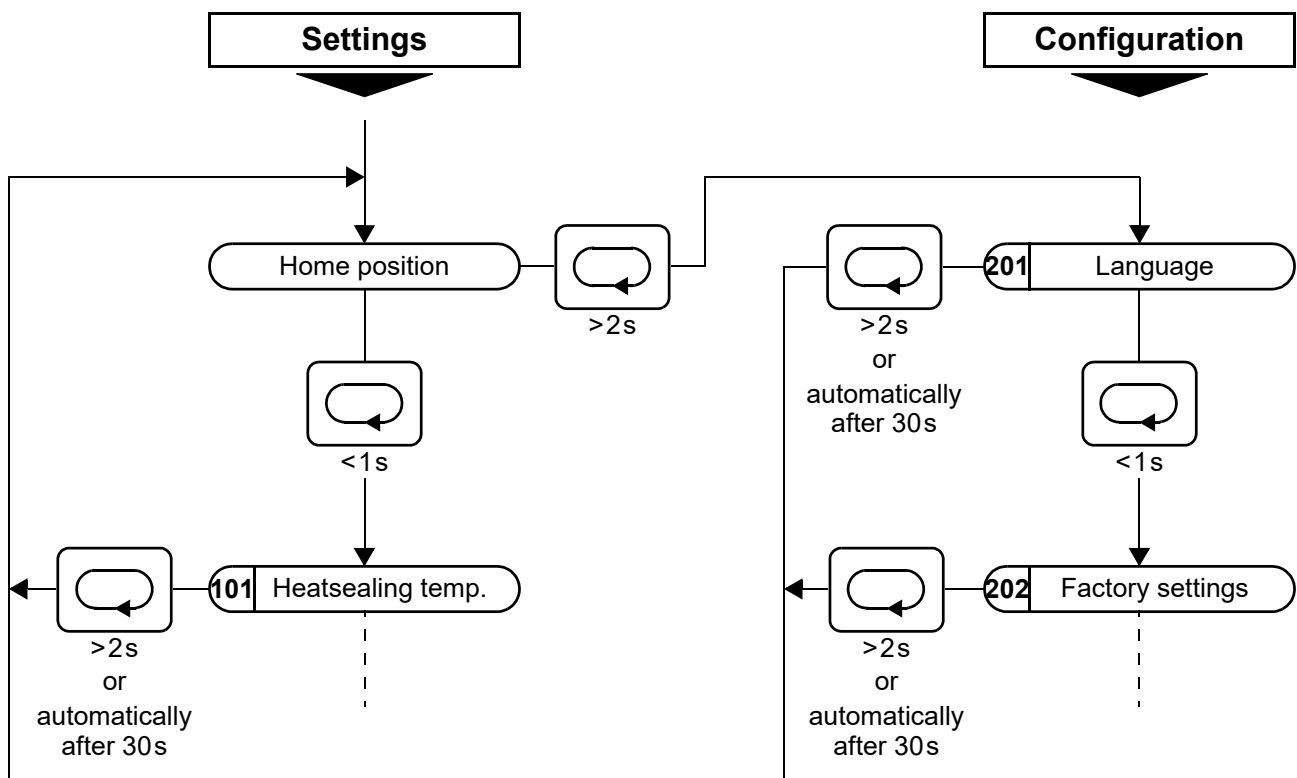 Settings
Configuration
Home position
>2s
>2s
or
automatically
after 30s
201 Language
<1s
<1s
101 Heatsealing temp.
>2s
or
automatically
after 30s
202 Factory settings
>2s
or
automatically
after 30s